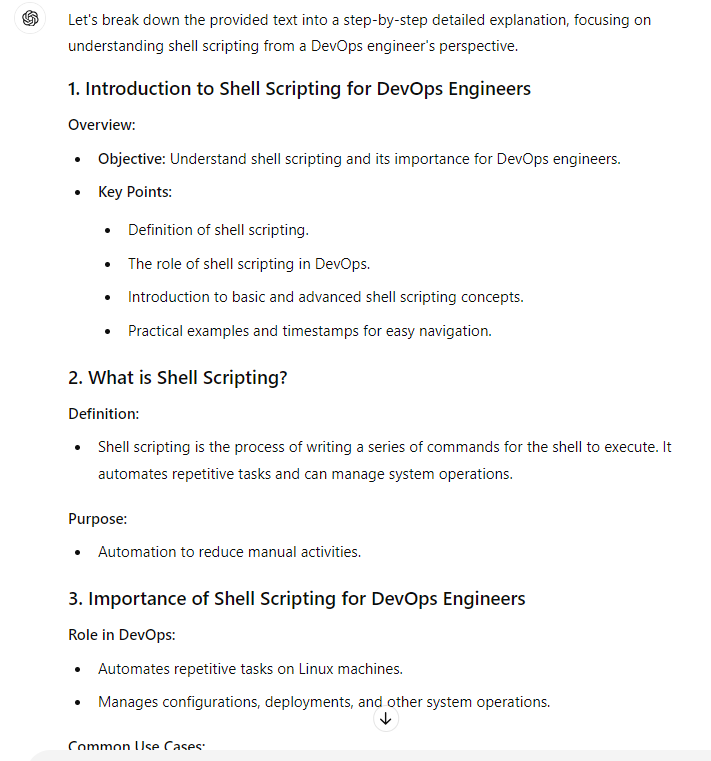 Let's break down the provided text into a step-by-step detailed explanation, focusing on
understanding shell scripting from a DevOps engineer's perspective.
1. Introduction to Shell Scripting for DevOps Engineers
Overview:
• Objective: Understand shell scripting and its importance for DevOps engineers.
• Key Points:
• Definition of shell scripting.
• The role of shell scripting in DevOps.
• Introduction to basic and advanced shell scripting concepts.
• Practical examples and timestamps for easy navigation.
2. What is Shell Scripting?
Definition:
• Shell scripting is the process of writing a series of commands for the shell to execute. It
automates repetitive tasks and can manage system operations.
Purpose:
• Automation to reduce manual activities.
3. Importance of Shell Scripting for DevOps Engineers
Role in DevOps:
• Automates repetitive tasks on Linux machines.
• Manages configurations, deployments, and other system operations.
Common Use Cases: